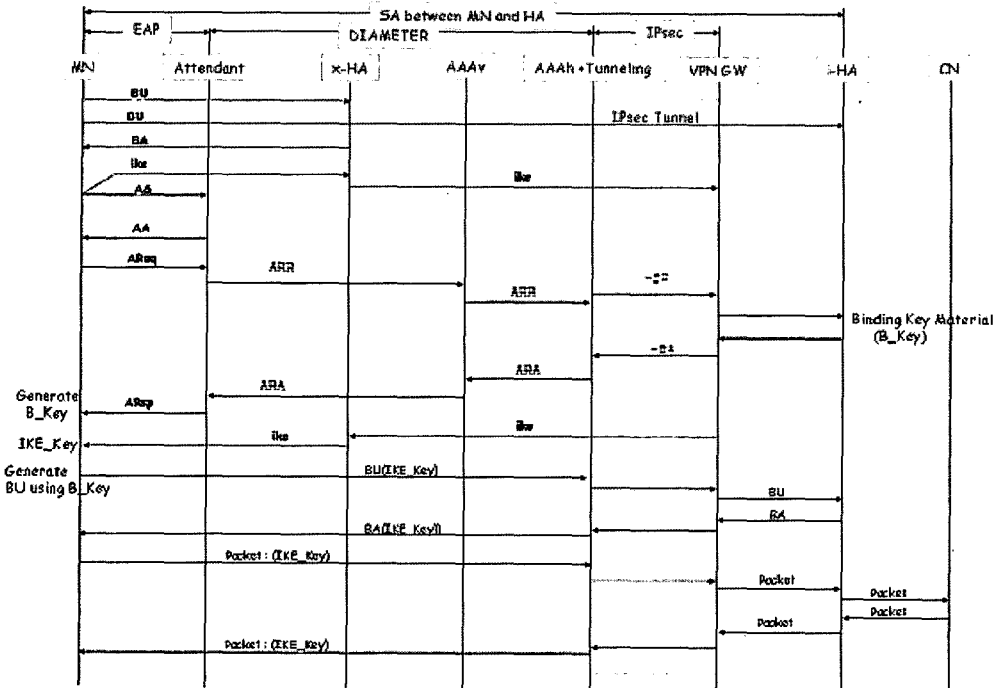 SA between MN and HA
EAP
DIAMETER
IPsec
MN
Attendant
x-HA
AAAv
AAAh +Tunneling
VPN GW
i-HA
CN
BU
BU
IPsec Tunnel
BA
ike
ike
AS
AA
AReq
ARR
ARR
Binding Key Material
(B_Key)
ARA
ARA
Generate
B_Key
ARsp
ike
ike
IKE_Key
Generate
BU using B_Key
BU(IKE_Key)
BU
BA
BA(IKE_Key))
Packet : (IKE_Key)
Packet
Packet
Packet
Packet
Packet : (IKE_Key)